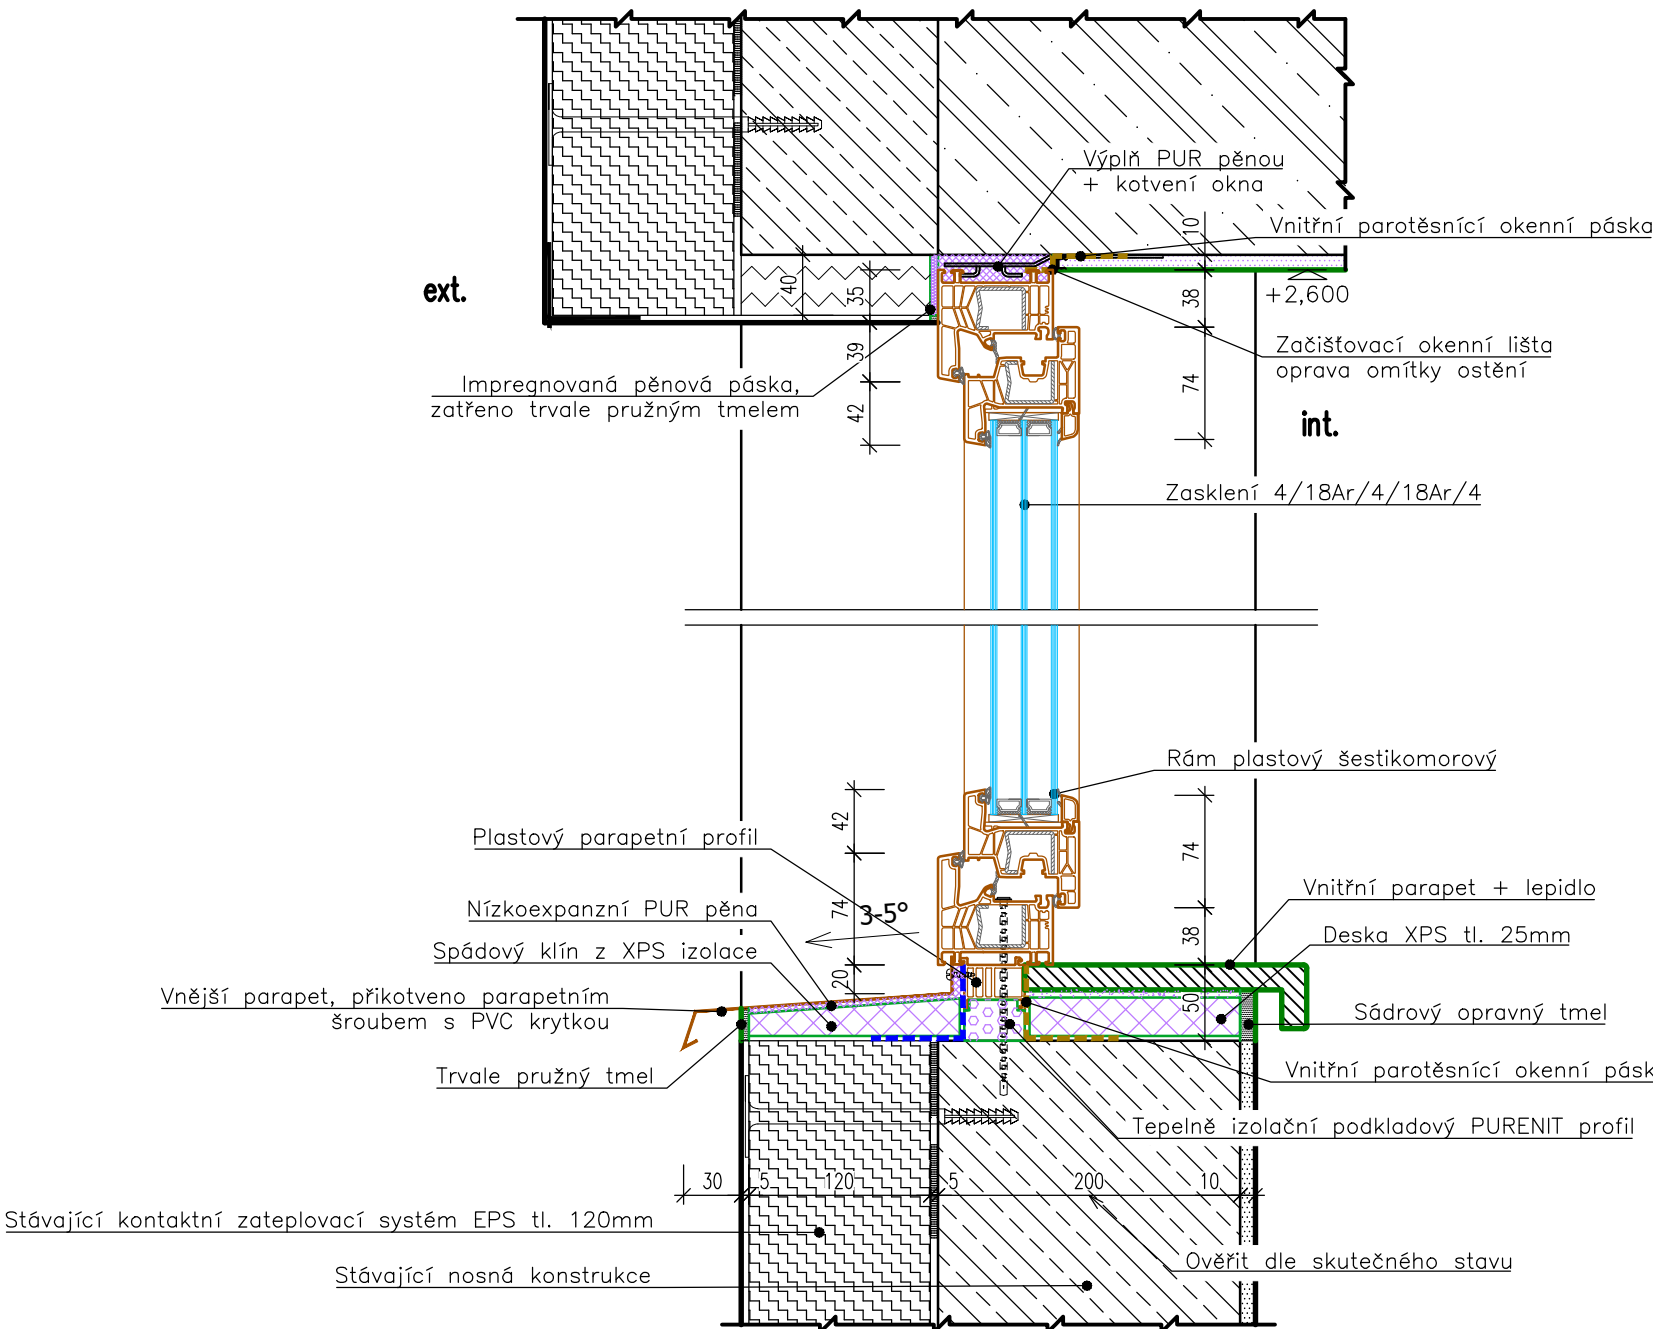 Výplň PUR pěnou
+ kotvení okna
10
Vnitřní parotěsnící okenní páska
ext.
40
35
38
+2,600
39
Začišťovací okenní lišta
oprava omítky ostění
Impregnovaná pěnová páska,
zatřeno trvale pružným tmelem
42
74
int.
Zasklení 4/18Ar/4/18Ar/4
Rám plastový šestikomorový
42
Plastový parapetní profil
74
Vnitřní parapet + lepidlo
Nízkoexpanzní PUR pěna
74
3-5°
Deska XPS tl. 25mm
38
Spádový klín z XPS izolace
20
Vnější parapet, přikotveno parapetním
šroubem s PVC krytkou
50
Sádrový opravný tmel
Trvale pružný tmel
Vnitřní parotěsnící okenní pásk
Tepelně izolační podkladový PURENIT profil
30
5
120
5
200
10
Stávající kontaktní zateplovací systém EPS tl. 120mm
Ověřit dle skutečného stavu
Stávající nosná konstrukce